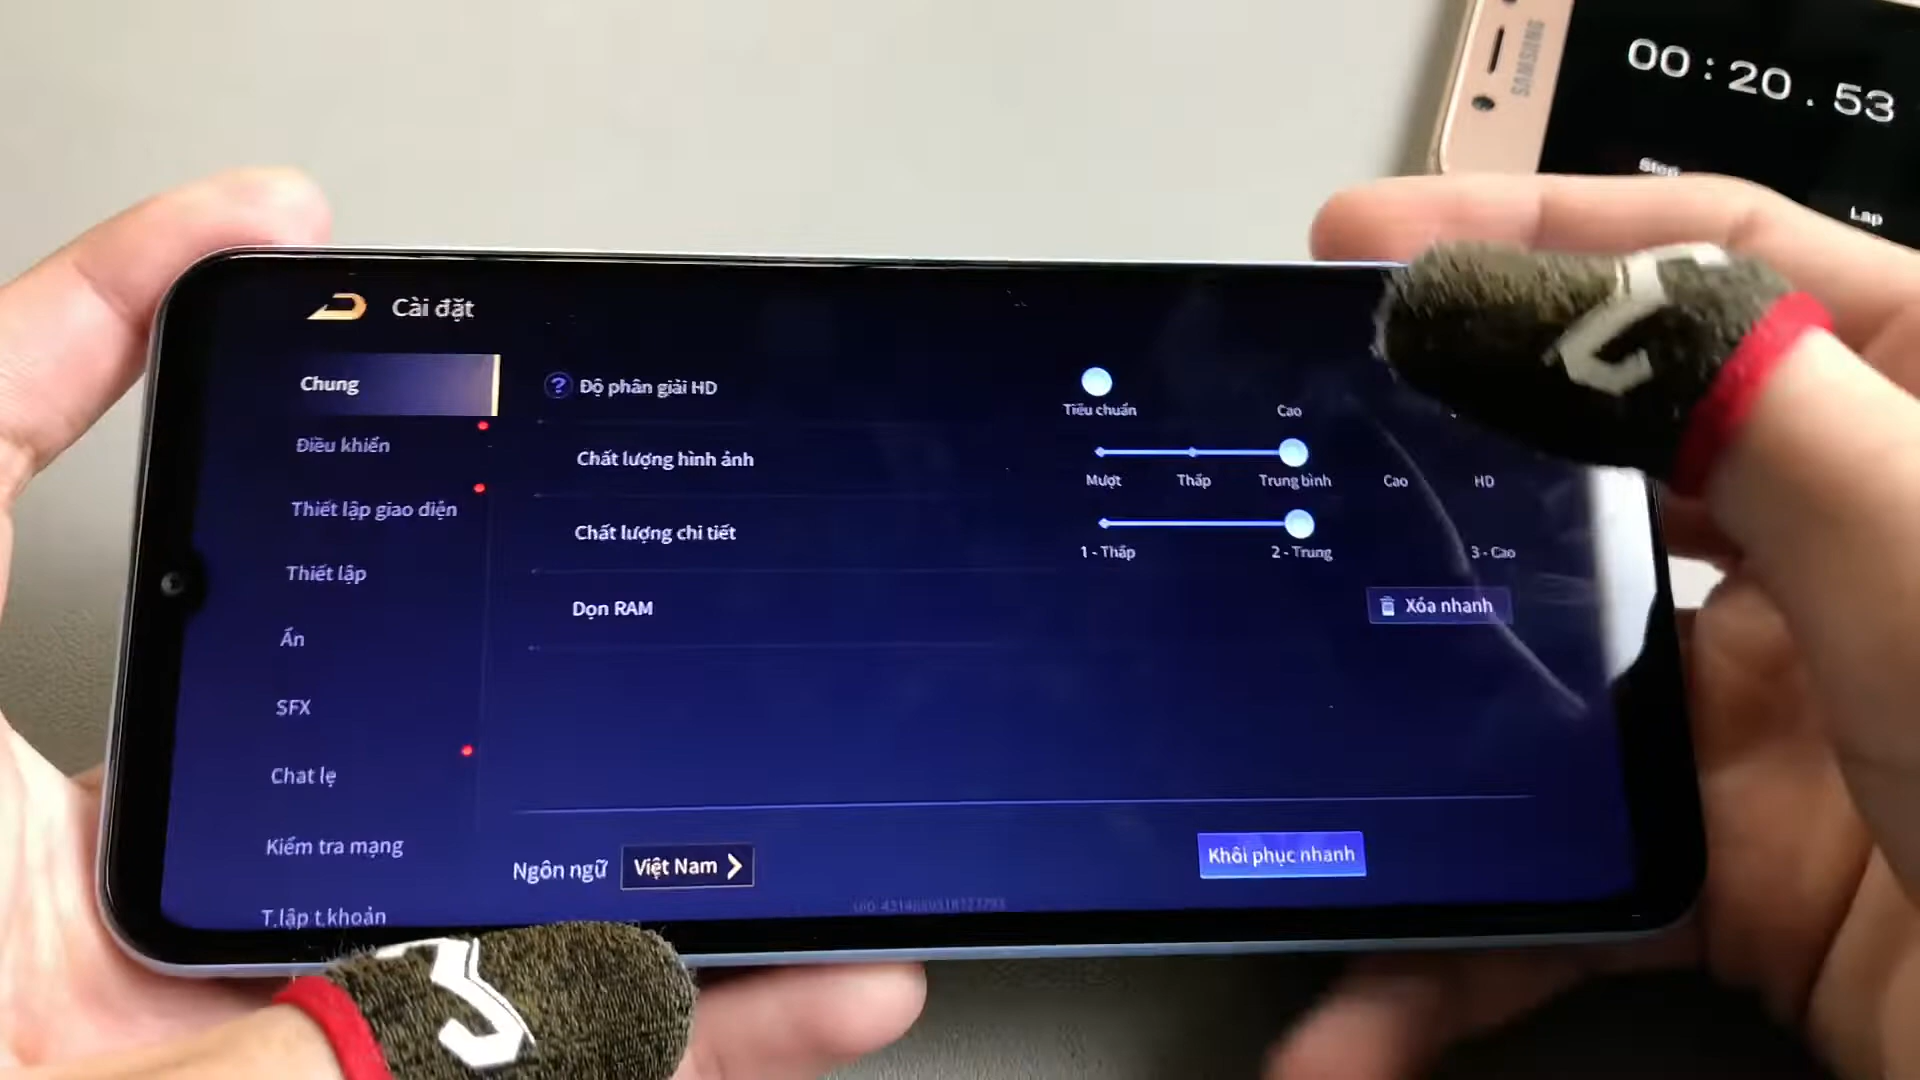 SAMSUNG
00:20.53
Stop
Lap
Cài đặt
Chung
Điều khiển
Thiết lập giao diện
Thiết lập
Ẩn
SFX
Chat lẹ
Kiểm tra mạng
T.lập t.khoản
? Độ phân giải HD
Tiêu chuẩn
Cao
Chất lượng hình ảnh
Mượt
Thấp
Trung bình
Cao
HD
Chất lượng chi tiết
1 - Thấp
2 - Trung
3 - Cao
Dọn RAM
Xóa nhanh
Ngôn ngữ
Việt Nam
Khôi phục nhanh